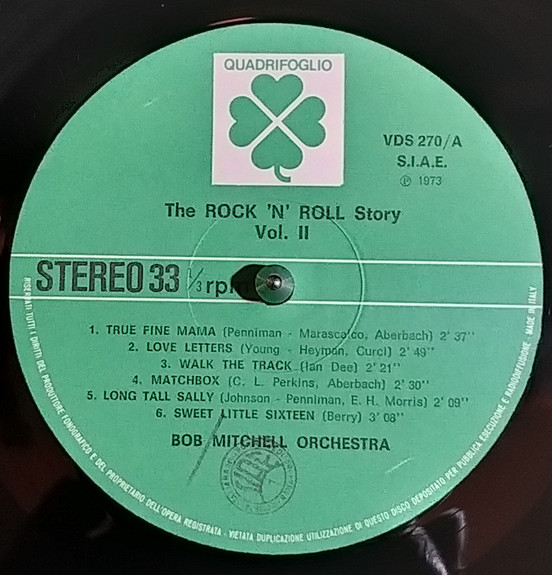 QUADRIFOGLIO
VDS 270/A
S.I.A.E.
℗ 1973
The ROCK 'N' ROLL Story
Vol. II
STEREO 33 1/3 rpm
1. TRUE FINE MAMA (Penniman - Marascalco, Aberbach) 2' 37''
2. LOVE LETTERS (Young - Heyman, Curci) 2' 49''
3. WALK THE TRACK (Ian Dee) 2' 21''
4. MATCHBOX (C. L. Perkins, Aberbach) 2' 30''
5. LONG TALL SALLY (Johnson - Penniman, E. H. Morris) 2' 09''
6. SWEET LITTLE SIXTEEN (Berry) 3' 08''
BOB MITCHELL ORCHESTRA
RISERVATI TUTTI I DIRITTI DEL PRODUTTORE FONOGRAFICO E DEL PROPRIETARIO DELL'OPERA REGISTRATA - VIETATA DUPLICAZIONE UTILIZZAZIONE DI QUESTO DISCO DEPOSITATO PER PUBBLICA ESECUZIONE E RADIODIFFUSIONE. MADE IN ITALY